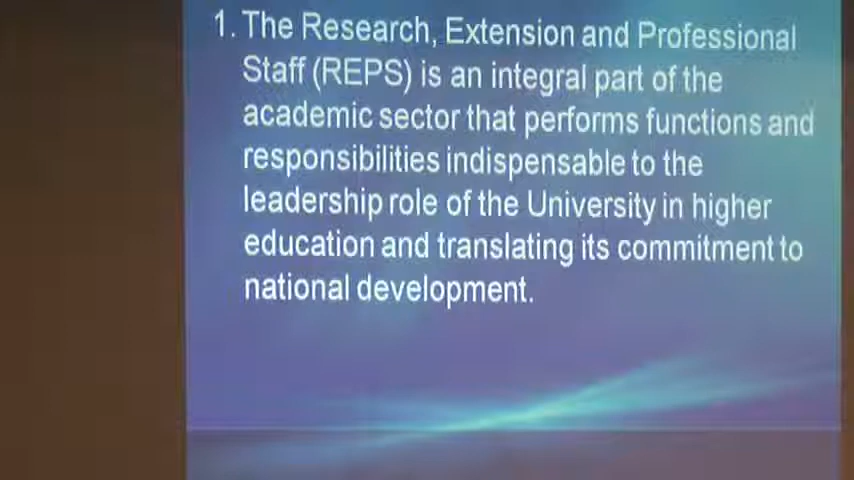 1. The Research, Extension and Professional
Staff (REPS) is an integral part of the
academic sector that performs functions and
responsibilities indispensable to the
leadership role of the University in higher
education and translating its commitment to
national development.